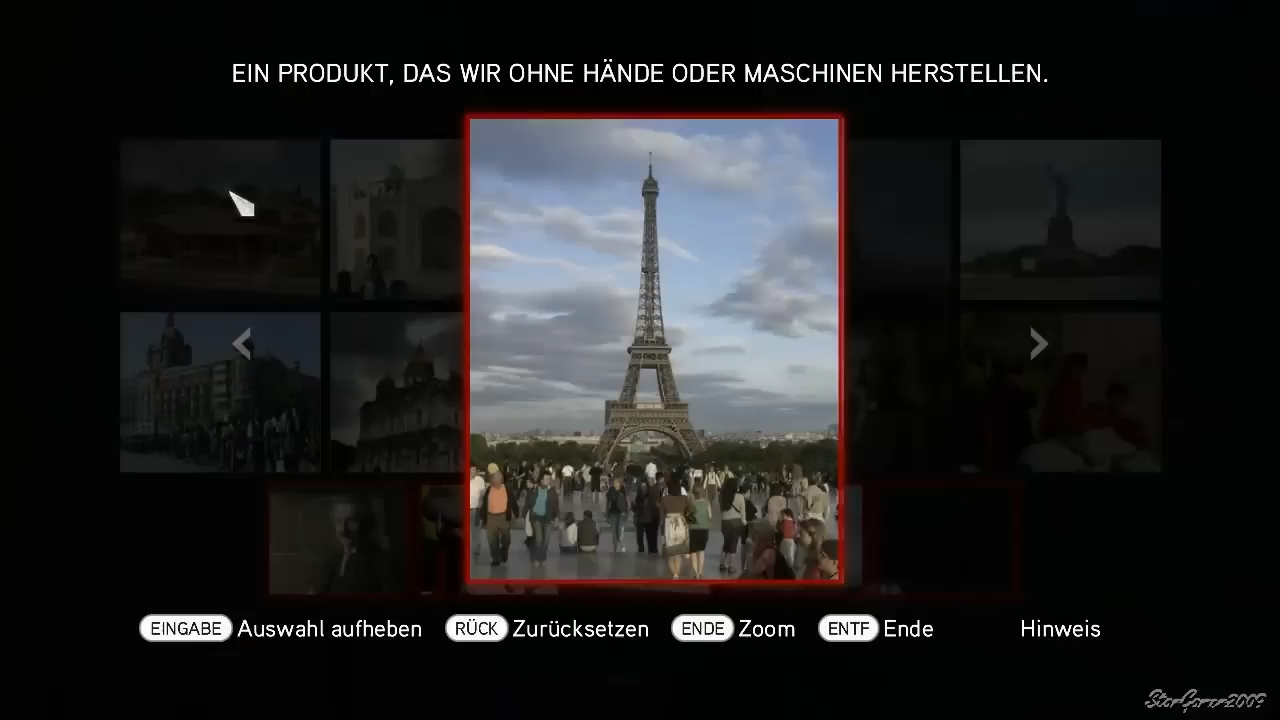 EIN PRODUKT, DAS WIR OHNE HÄNDE ODER MASCHINEN HERSTELLEN.
EINGABE Auswahl aufheben RÜCK Zurücksetzen ENDE Zoom ENTF Ende Hinweis
StarGamer2009